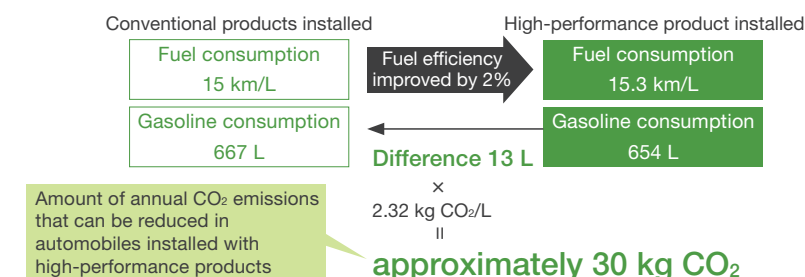 Conventional products installed
High-performance product installed
Fuel consumption
15 km/L
Fuel efficiency
improved by 2%
Fuel consumption
15.3 km/L
Gasoline consumption
667 L
Gasoline consumption
654 L
Difference 13 L
×
2.32 kg CO₂/L
=
approximately 30 kg CO₂
Amount of annual CO₂ emissions
that can be reduced in
automobiles installed with
high-performance products